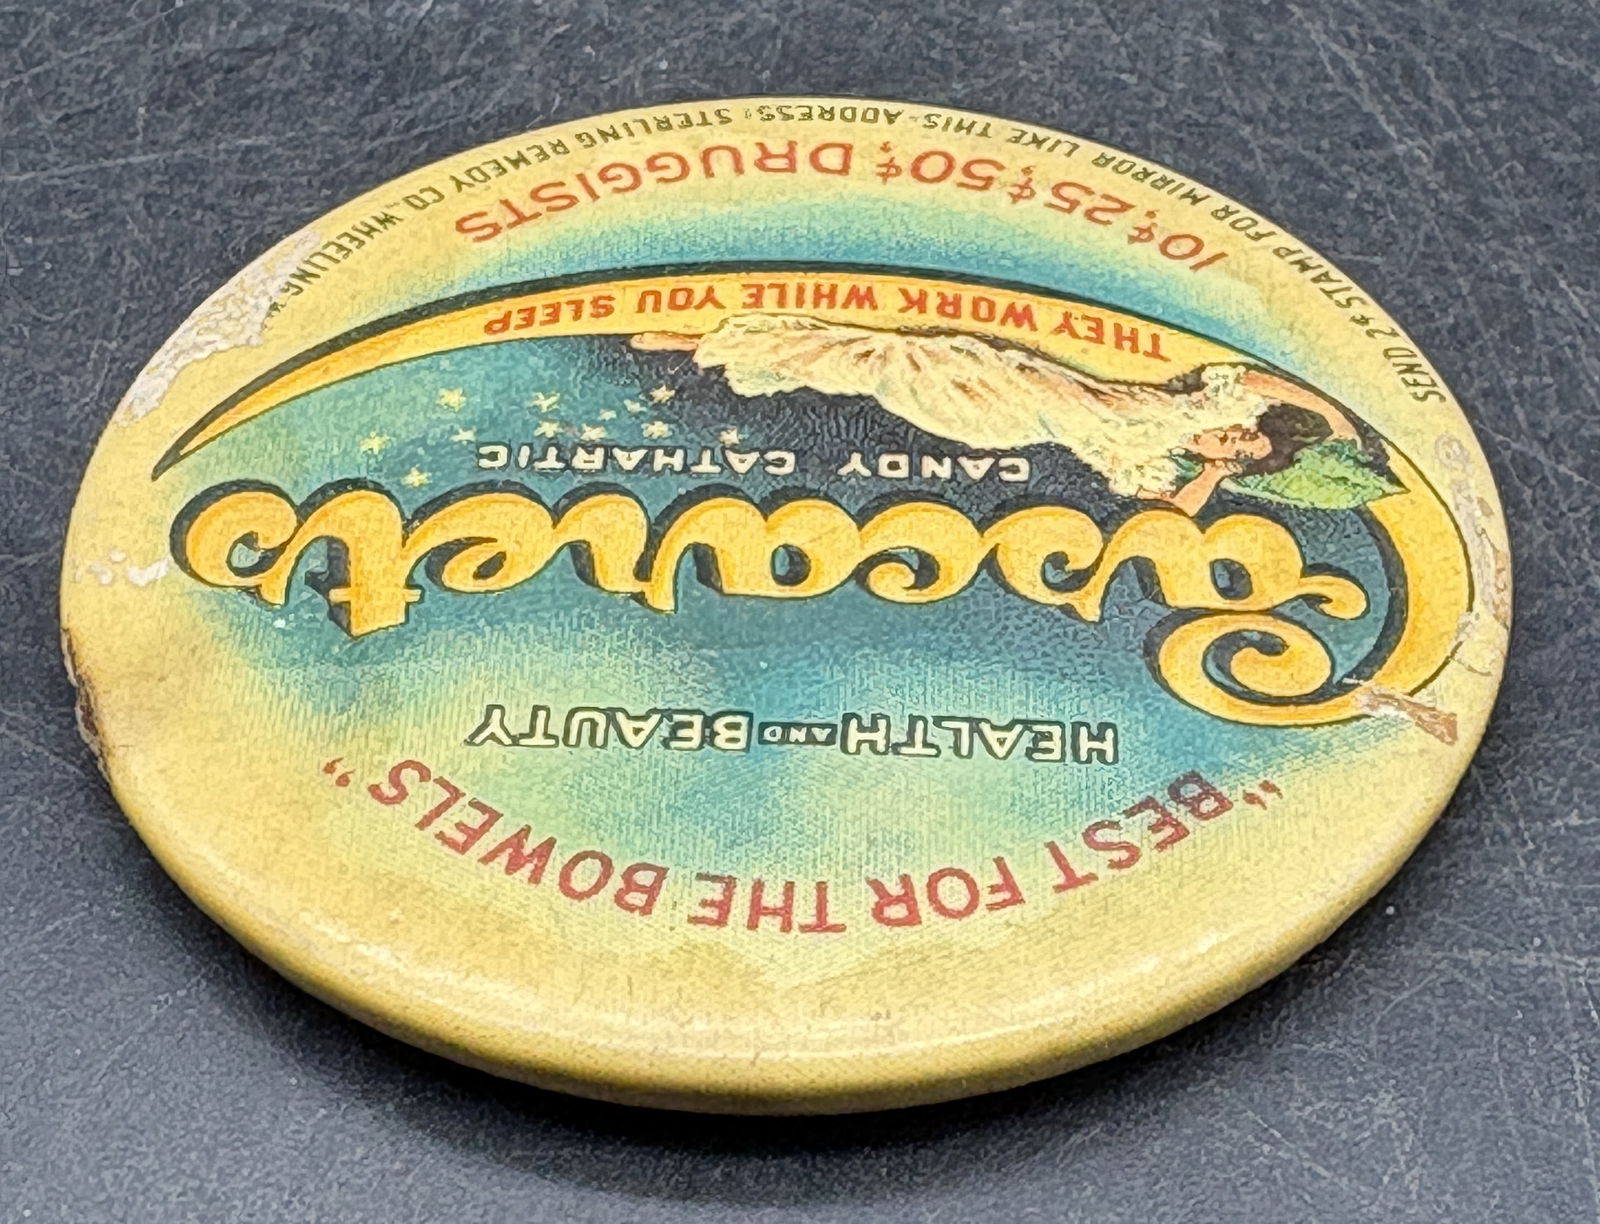 "BEST FOR THE BOWELS"
HEALTH AND BEAUTY
Cascarets
CANDY CATHARTIC
THEY WORK WHILE YOU SLEEP
10¢, 25¢, 50¢, DRUGGISTS
SEND 2¢ STAMP FOR MIRROR LIKE THIS-ADDRESS: STERLING REMEDY CO. WHEELING